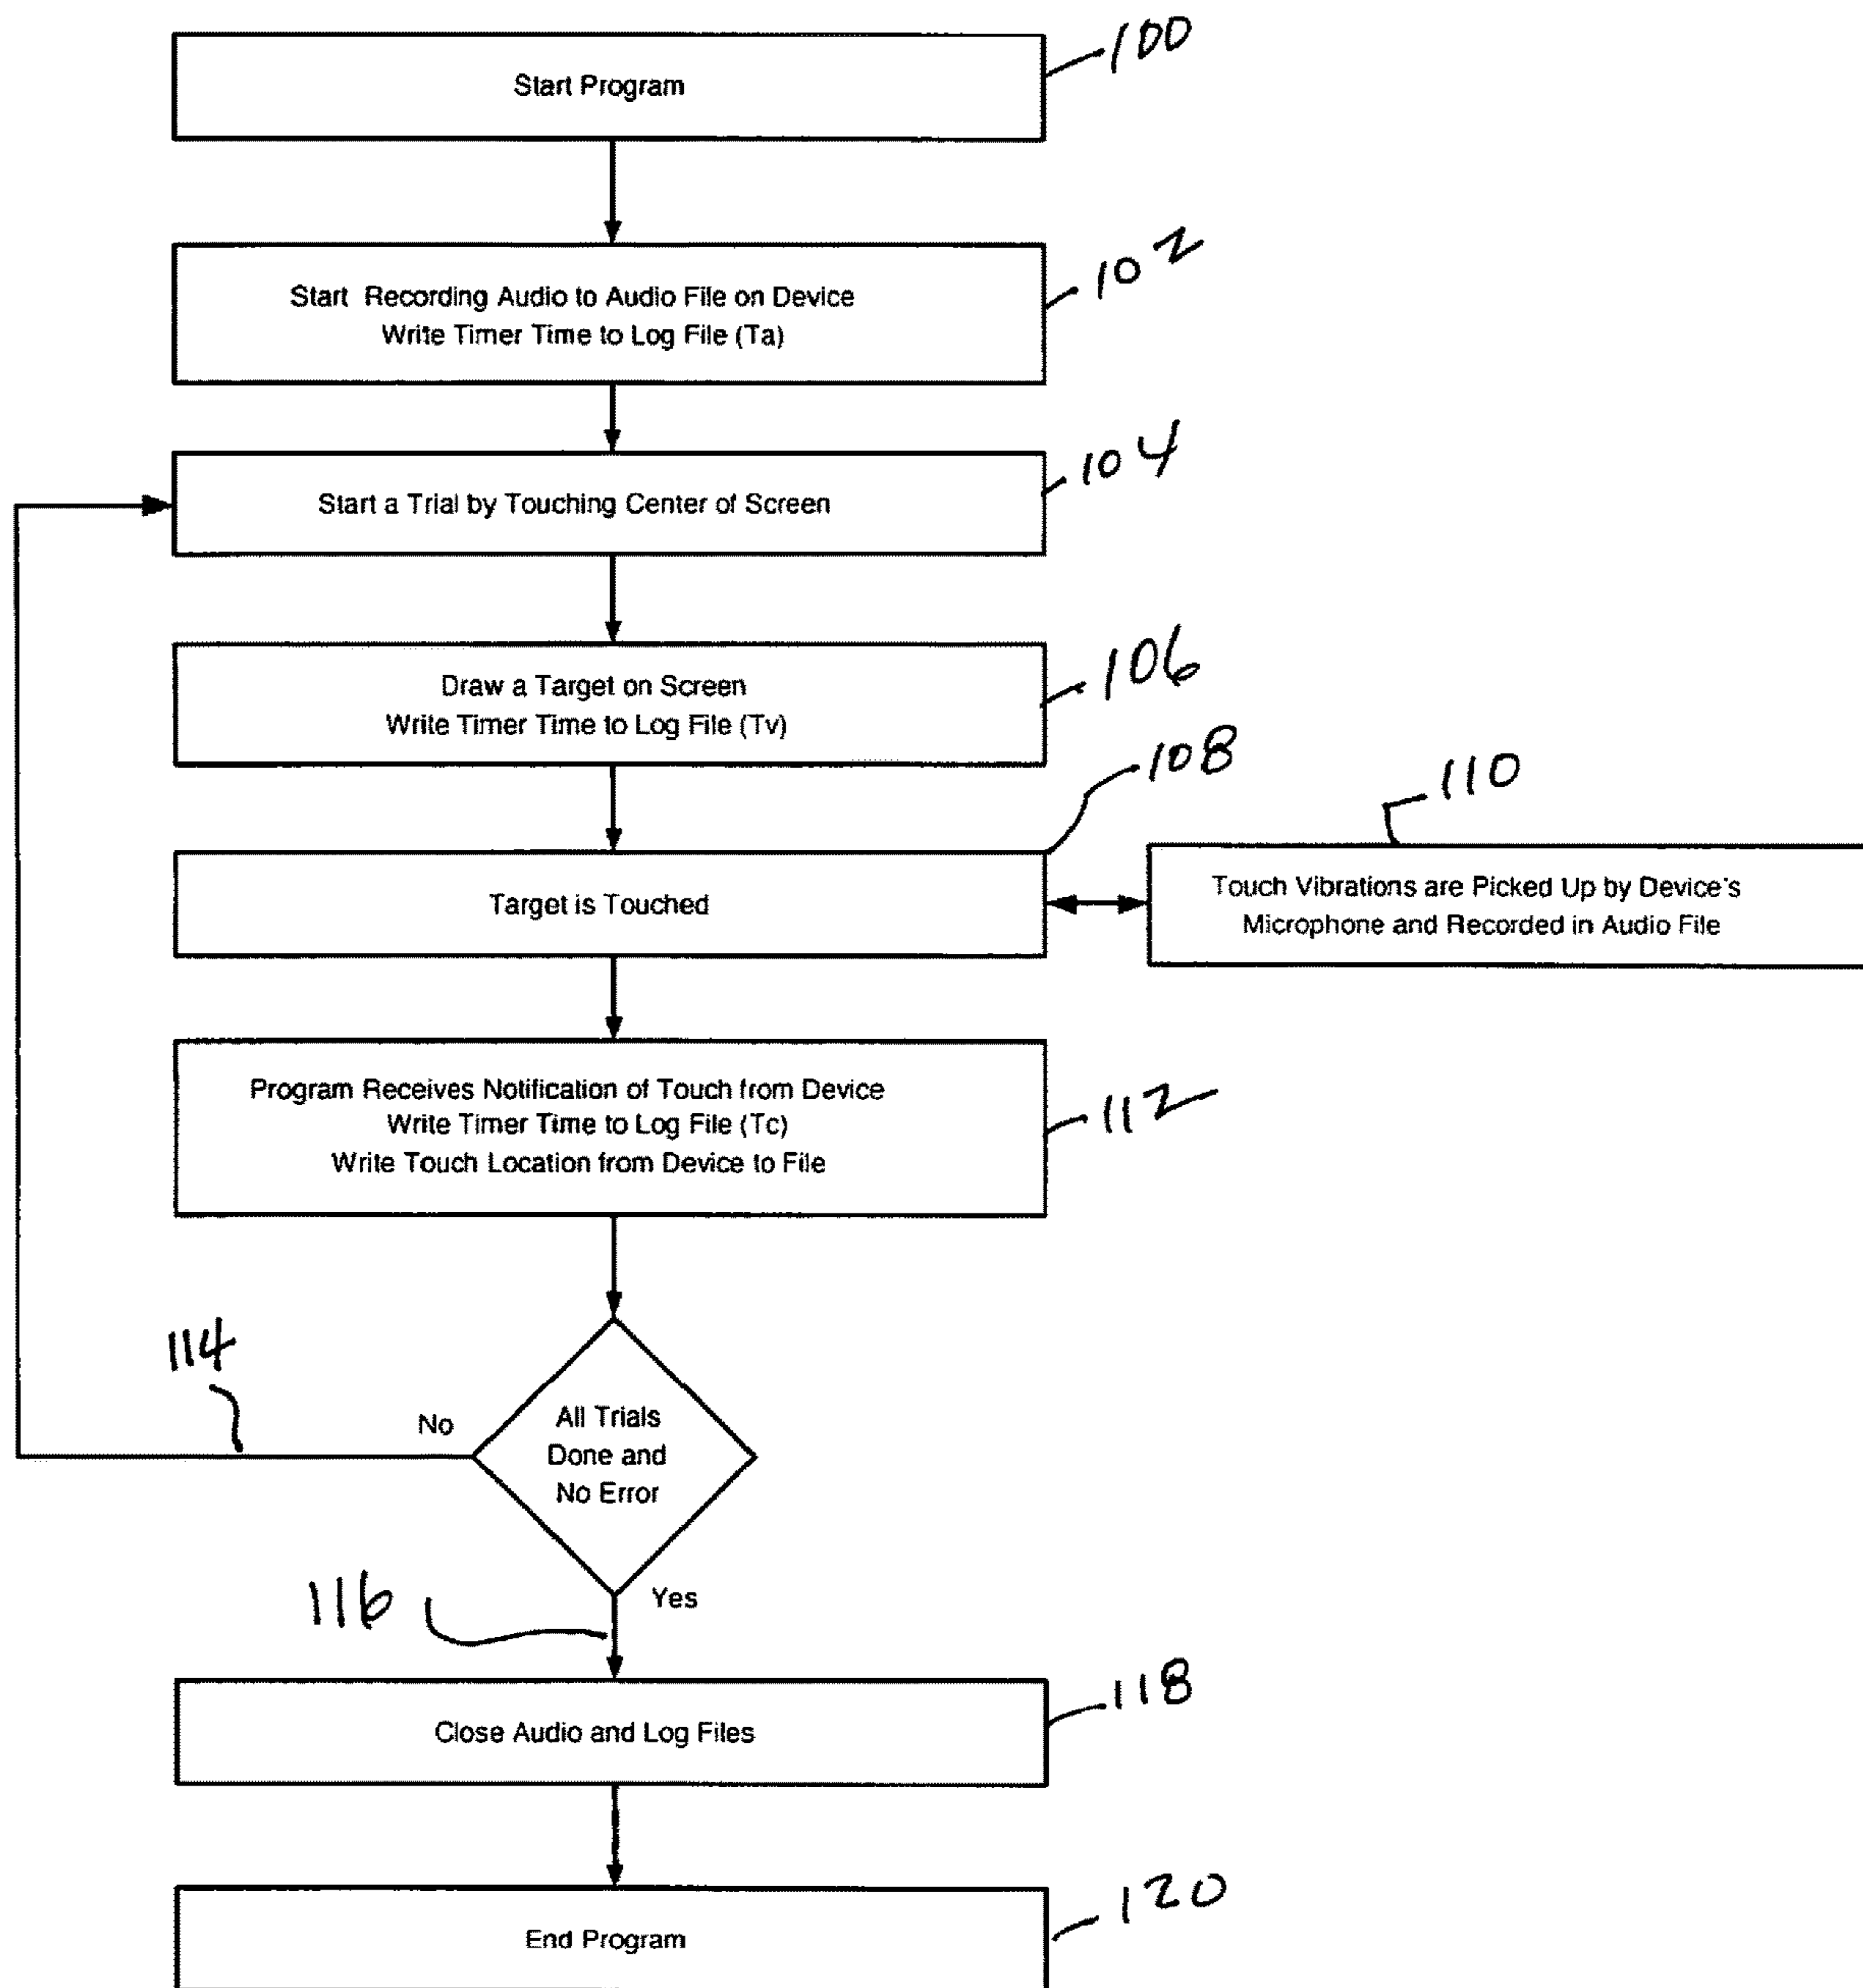 100
Start Program
102
Start Recording Audio to Audio File on Device
Write Timer Time to Log File (Ta)
104
Start a Trial by Touching Center of Screen
106
Draw a Target on Screen
Write Timer Time to Log File (Tv)
108
110
Target is Touched
Touch Vibrations are Picked Up by Device's
Microphone and Recorded in Audio File
Program Receives Notification of Touch from Device
Write Timer Time to Log File (Tc)
Write Touch Location from Device to File
112
114
No
All Trials
Done and
No Error
Yes
116
118
Close Audio and Log Files
120
End Program